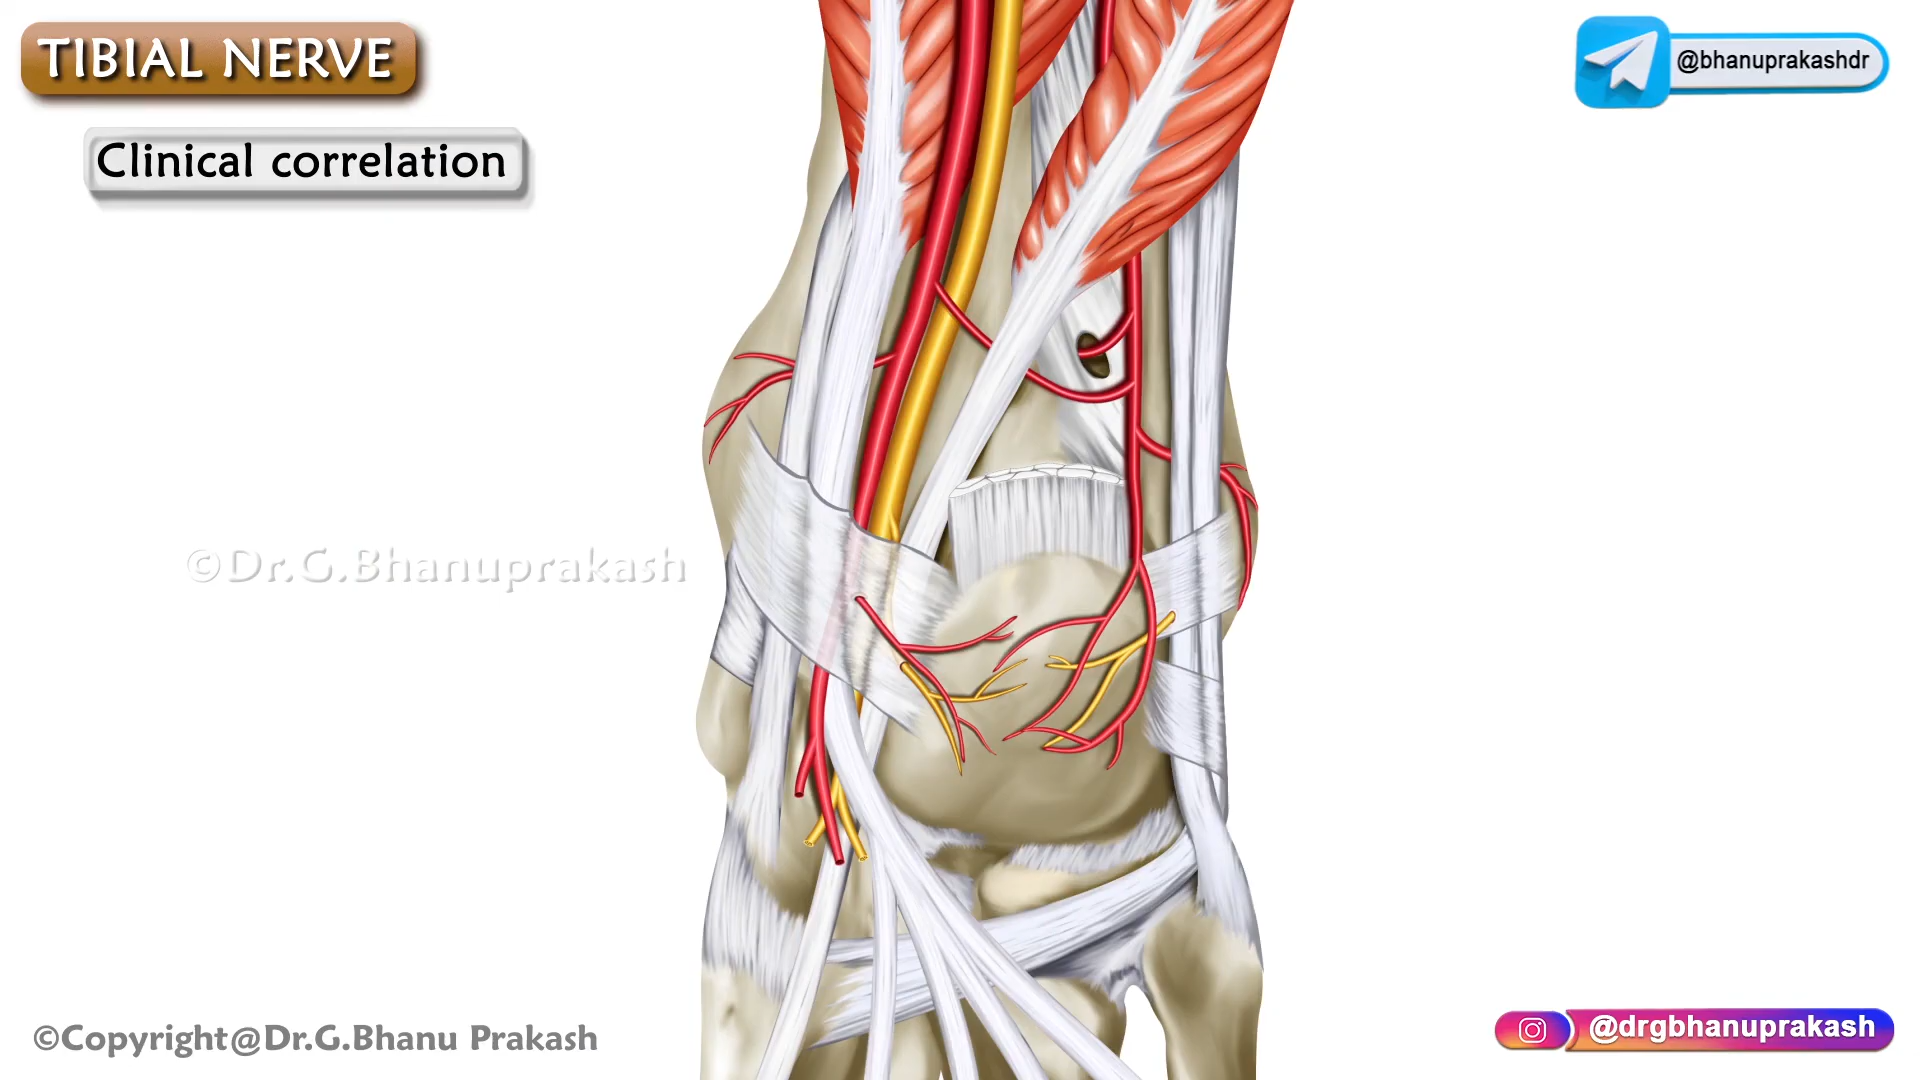 TIBIAL NERVE
@bhanuprakashdr
Clinical correlation
©Dr.G.Bhanuprakash
©Copyright@Dr.G.Bhanu Prakash
@drgbhanuprakash